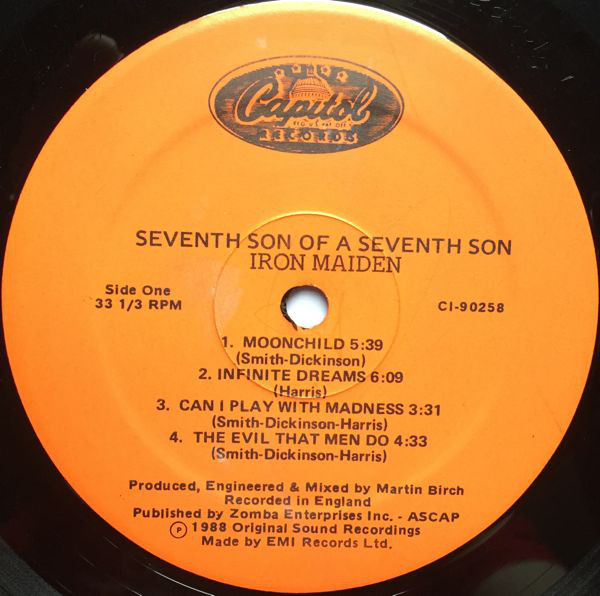 Capitol
RECORDS
SEVENTH SON OF A SEVENTH SON
IRON MAIDEN
Side One
33 1/3 RPM
CI-90258
1. MOONCHILD 5:39
(Smith-Dickinson)
2. INFINITE DREAMS 6:09
(Harris)
3. CAN I PLAY WITH MADNESS 3:31
(Smith-Dickinson-Harris)
4. THE EVIL THAT MEN DO 4:33
(Smith-Dickinson-Harris)
Produced, Engineered & Mixed by Martin Birch
Recorded in England
Published by Zomba Enterprises Inc. - ASCAP
℗ 1988 Original Sound Recordings
Made by EMI Records Ltd.